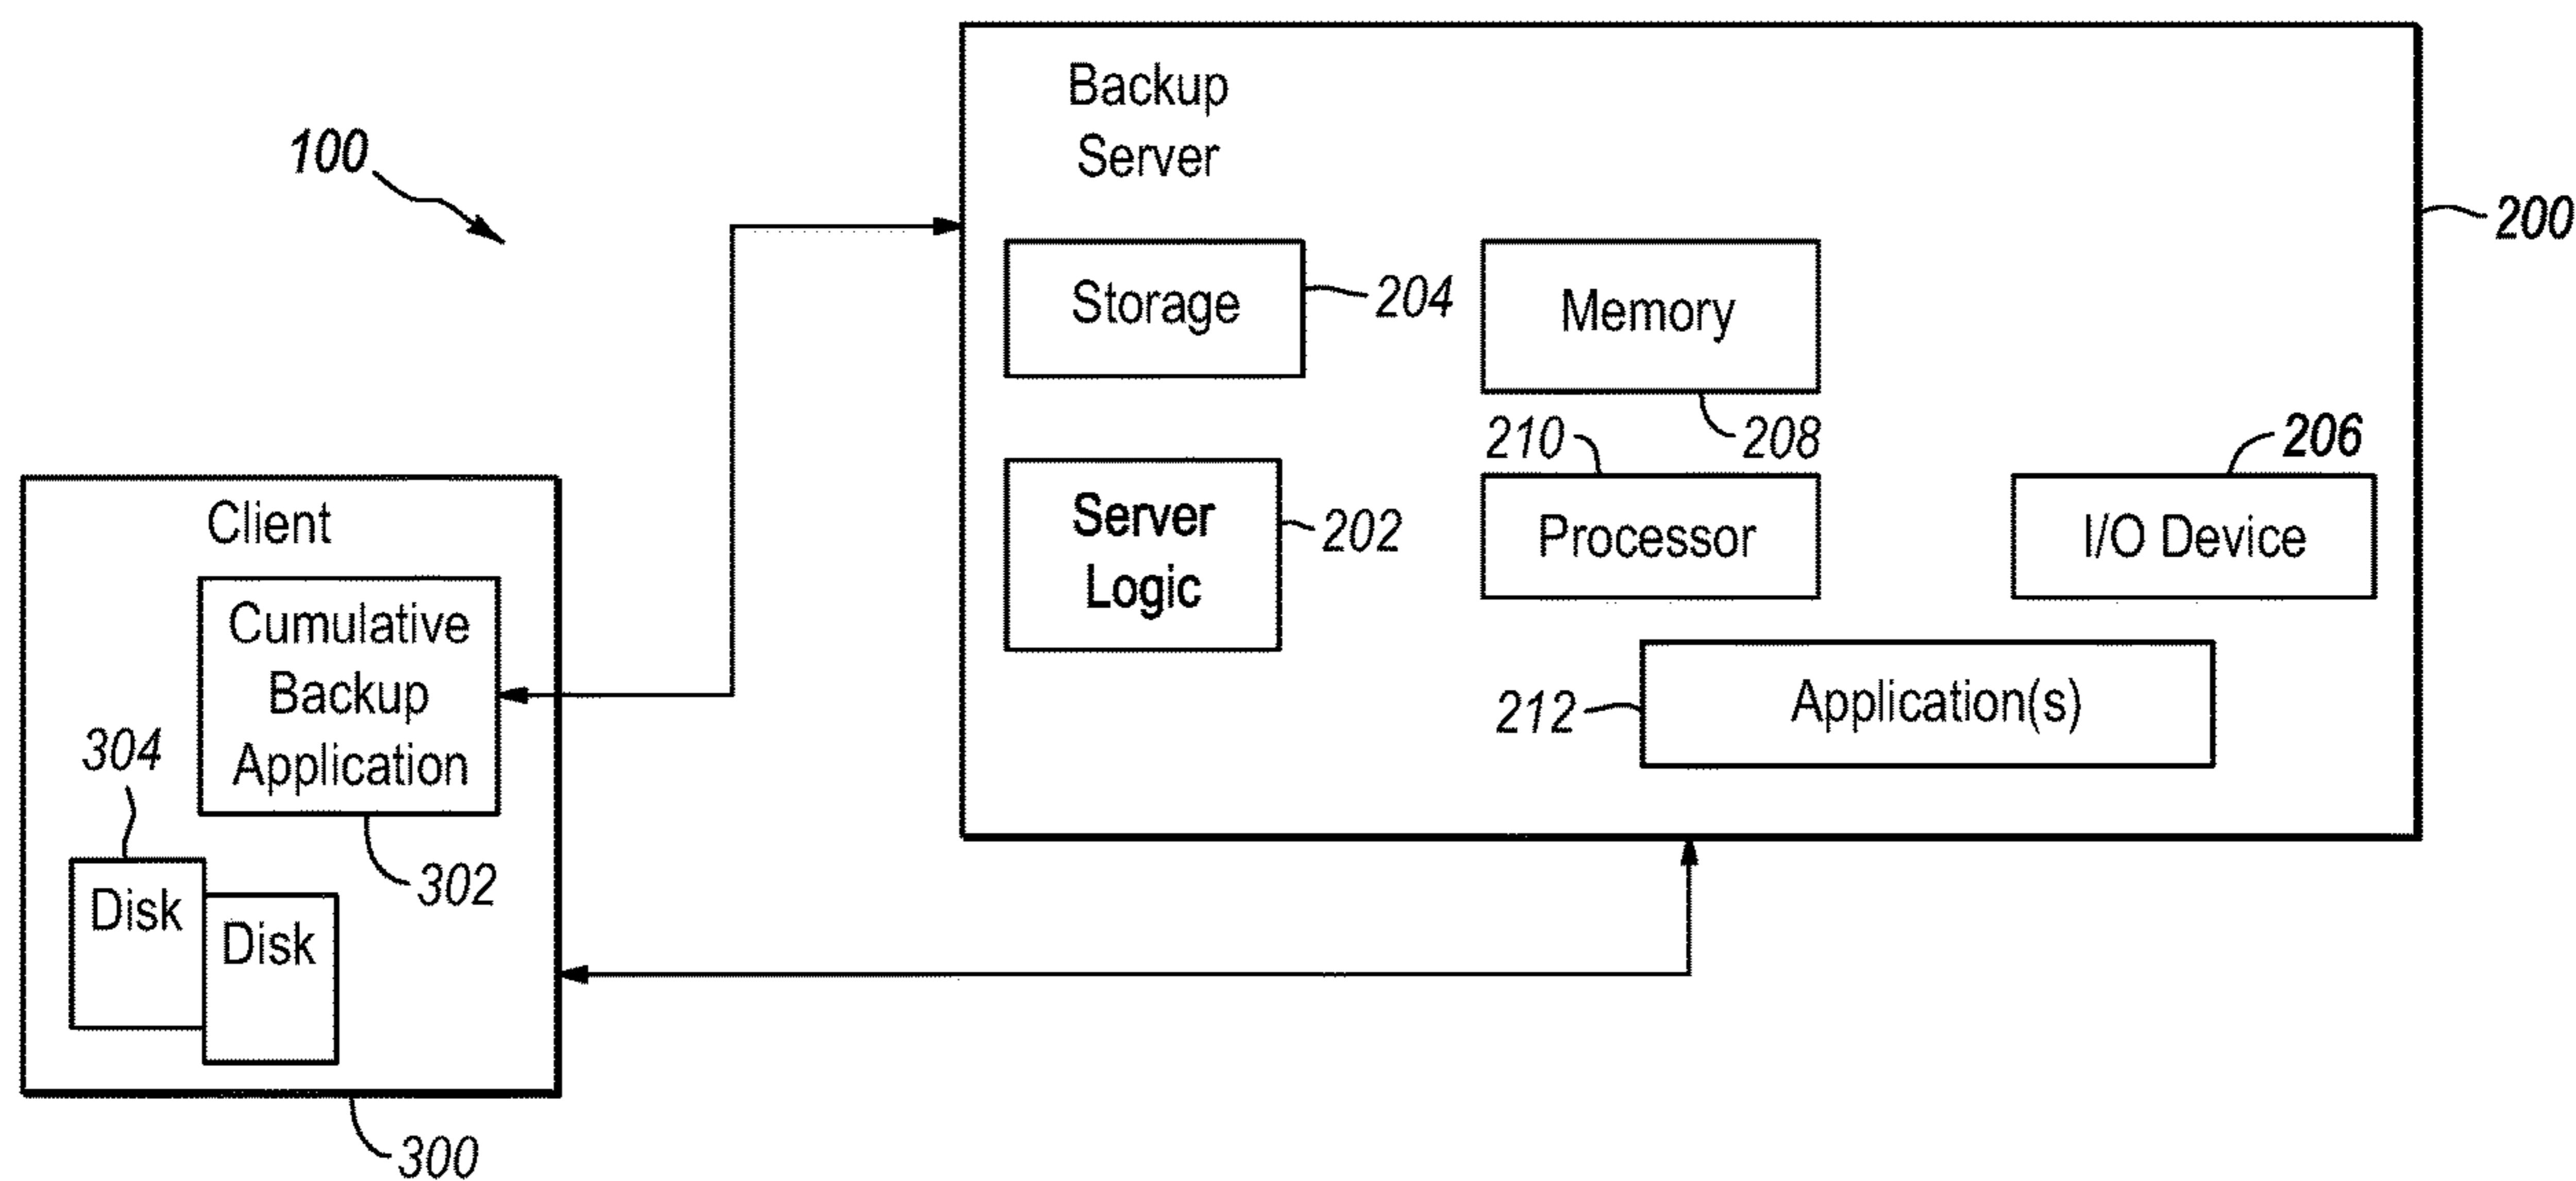 100
Backup
Server
200
Storage
204
Memory
208
Server
Logic
202
210
Processor
206
I/O Device
212
Application(s)
Client
Cumulative
Backup
Application
302
304
Disk
Disk
300